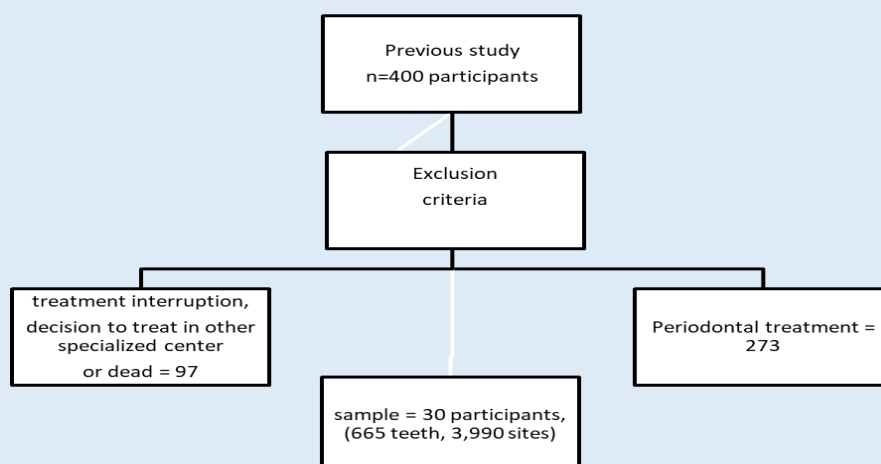 Previous study
n=400 participants
Exclusion
criteria
treatment interruption,
decision to treat in other
specialized center
or dead = 97
Periodontal treatment =
273
sample = 30 participants,
(665 teeth, 3,990 sites)